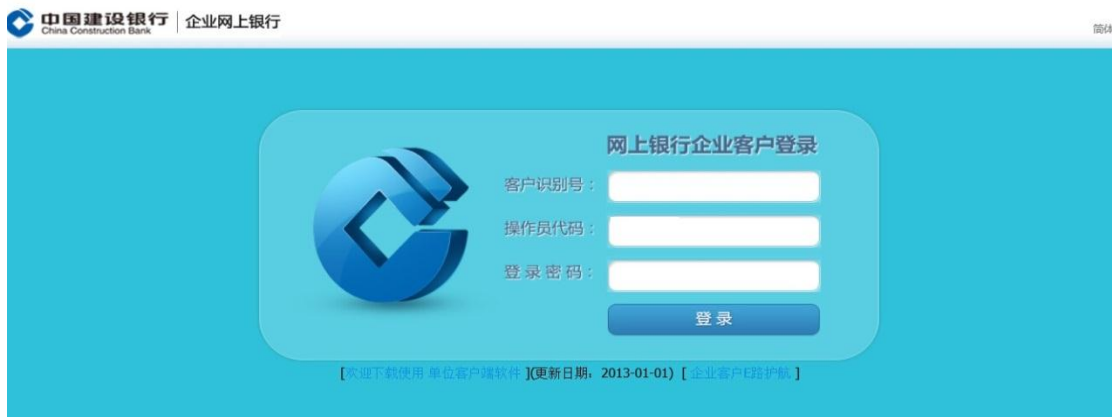 中国建设银行 企业网上银行
China Construction Bank
简体
网上银行企业客户登录
客户识别号：
操作员代码：
登录密码：
登录
[欢迎下载使用 单位客户端软件 ](更新日期：2013-01-01) [ 企业客户E路护航 ]